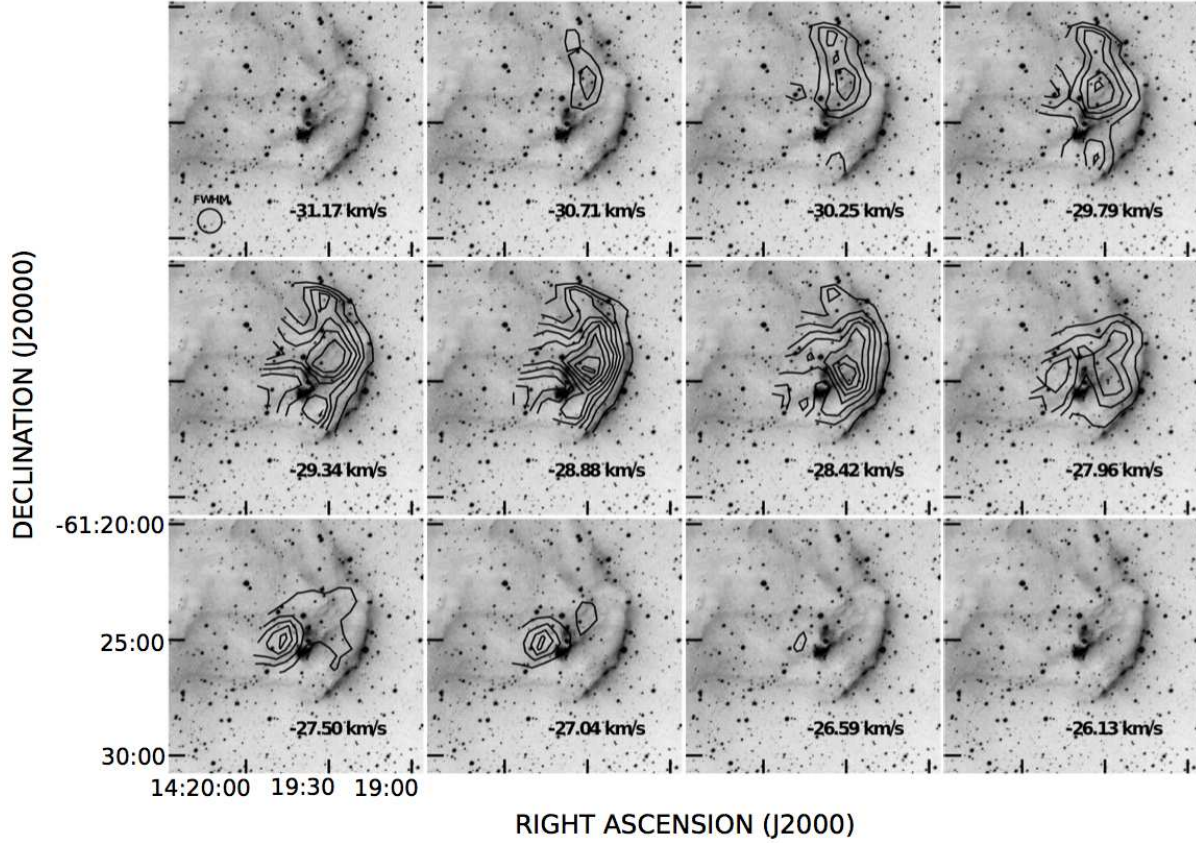 FWHM
-31.17 km/s
-30.71 km/s
-30.25 km/s
-29.79 km/s
-29.34 km/s
-28.88 km/s
-28.42 km/s
-27.96 km/s
-27.50 km/s
-27.04 km/s
-26.59 km/s
-26.13 km/s
DECLINATION (J20000)
-61:20:00
25:00
30:00
14:20:00 19:30 19:00
RIGHT ASCENSION (J2000)